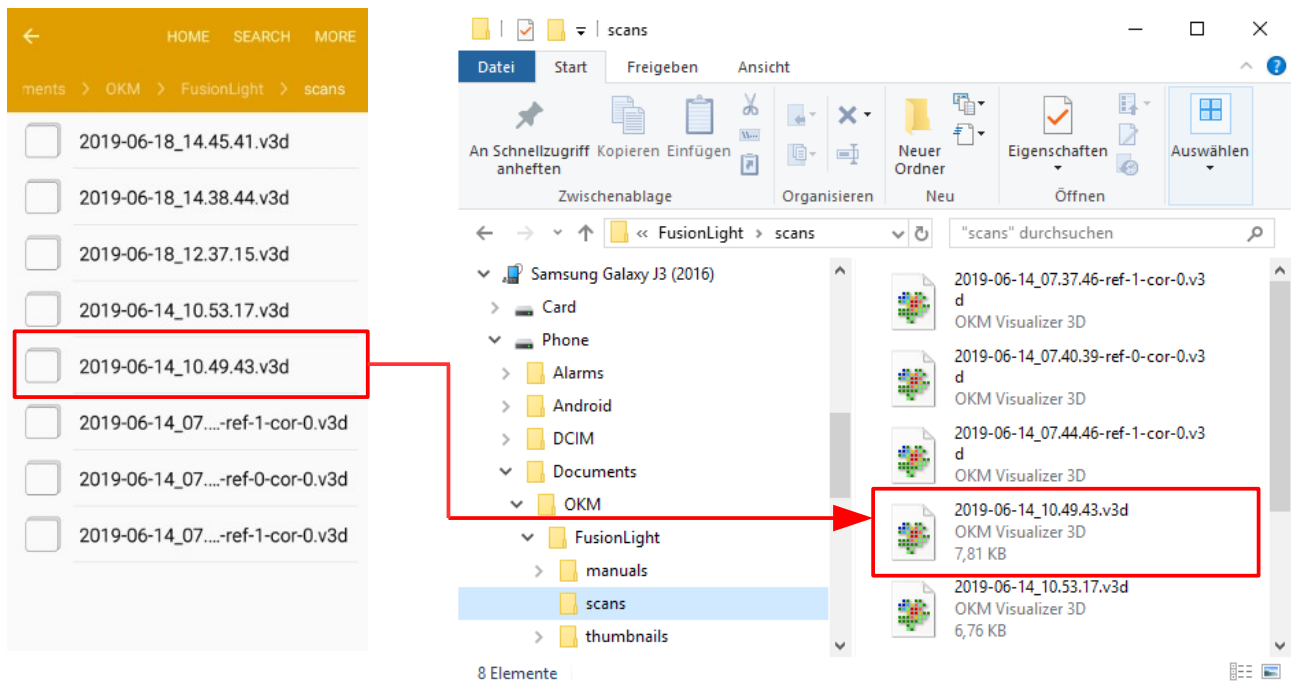 HOME SEARCH MORE
ments > OKM > FusionLight > scans
2019-06-18_14.45.41.v3d
2019-06-18_14.38.44.v3d
2019-06-18_12.37.15.v3d
2019-06-14_10.53.17.v3d
2019-06-14_10.49.43.v3d
2019-06-14_07....-ref-1-cor-0.v3d
2019-06-14_07....-ref-0-cor-0.v3d
2019-06-14_07....-ref-1-cor-0.v3d
scans
Datei Start Freigeben Ansicht
An Schnellzugriff
anheften
Kopieren
Einfügen
Neuer
Ordner
Eigenschaften
Auswählen
Zwischenablage Organisieren Neu Öffnen
« FusionLight > scans
"scans" durchsuchen
Samsung Galaxy J3 (2016)
Card
Phone
Alarms
Android
DCIM
Documents
OKM
FusionLight
manuals
scans
thumbnails
2019-06-14_07.37.46-ref-1-cor-0.v3
d
OKM Visualizer 3D
2019-06-14_07.40.39-ref-0-cor-0.v3
d
OKM Visualizer 3D
2019-06-14_07.44.46-ref-1-cor-0.v3
d
OKM Visualizer 3D
2019-06-14_10.49.43.v3d
OKM Visualizer 3D
7,81 KB
2019-06-14_10.53.17.v3d
OKM Visualizer 3D
6,76 KB
8 Elemente